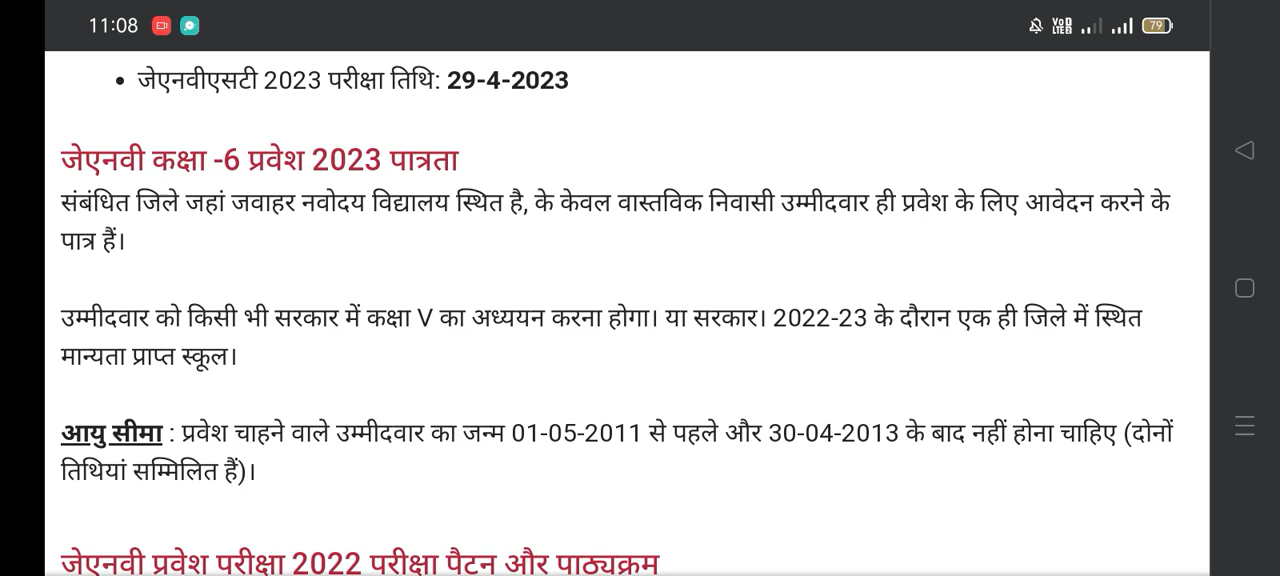 11:08
VoD LTE2
79
• जेएनवीएसटी 2023 परीक्षा तिथि: 29-4-2023
जेएनवी कक्षा -6 प्रवेश 2023 पात्रता
संबंधित जिले जहां जवाहर नवोदय विद्यालय स्थित है, के केवल वास्तविक निवासी उम्मीदवार ही प्रवेश के लिए आवेदन करने के
पात्र हैं।
उम्मीदवार को किसी भी सरकार में कक्षा V का अध्ययन करना होगा। या सरकार। 2022-23 के दौरान एक ही जिले में स्थित
मान्यता प्राप्त स्कूल।
आयु सीमा : प्रवेश चाहने वाले उम्मीदवार का जन्म 01-05-2011 से पहले और 30-04-2013 के बाद नहीं होना चाहिए (दोनों
तिथियां सम्मिलित हैं)।
जेएनवी प्रवेश परीक्षा 2022 परीक्षा पैटर्न और पाठ्यक्रम